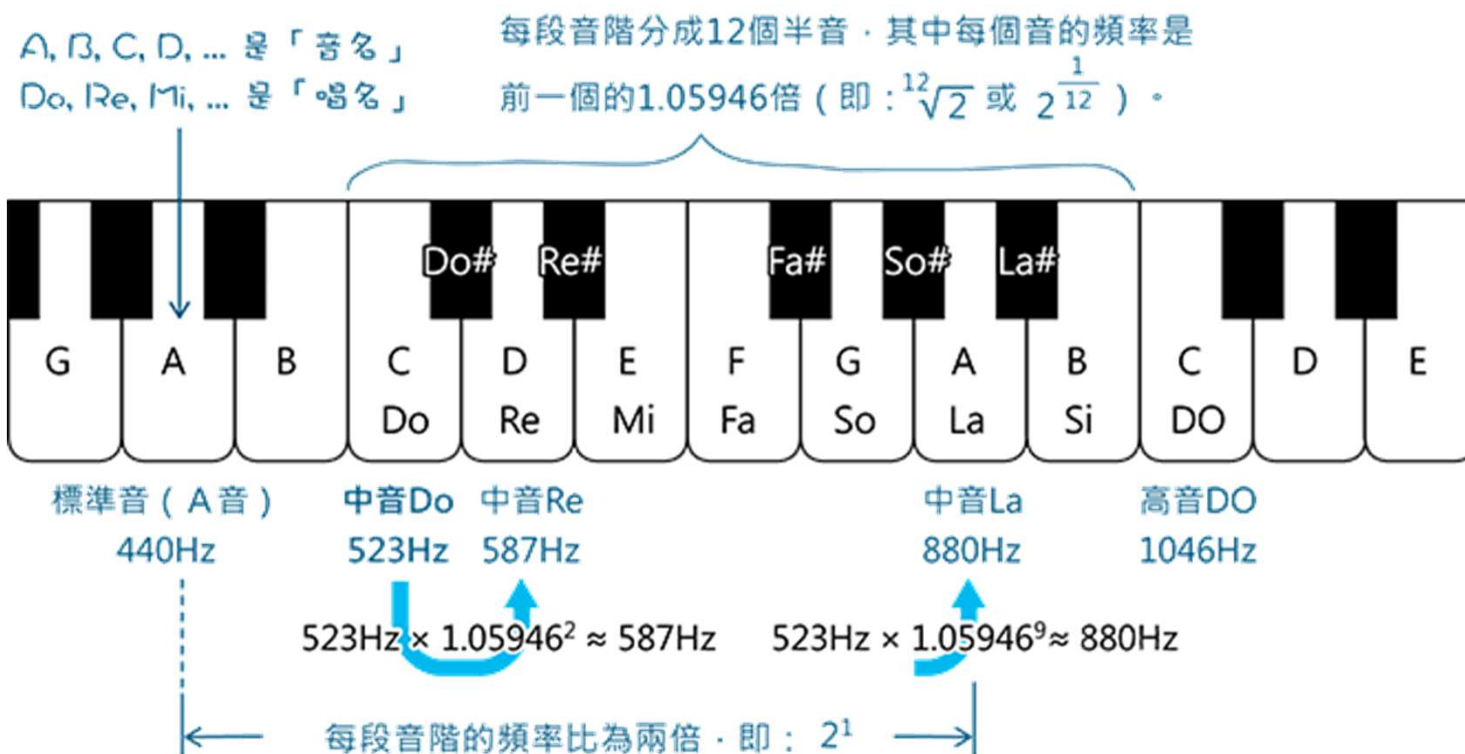 A, B, C, D, ... 是「音名」
Do, Re, Mi, ... 是「唱名」
每段音階分成12個半音,其中每個音的頻率是
前一個的1.05946倍(即:¹²√2 或 2^(1/12))。
Do# Re# Fa# So# La#
G A B C D E F G A B C D E
Do Re Mi Fa So La Si DO
標準音(A音) 中音Do 中音Re 中音La 高音DO
440Hz 523Hz 587Hz 880Hz 1046Hz
523Hz × 1.05946² ≈ 587Hz 523Hz × 1.05946⁹ ≈ 880Hz
每段音階的頻率比為兩倍,即: 2¹